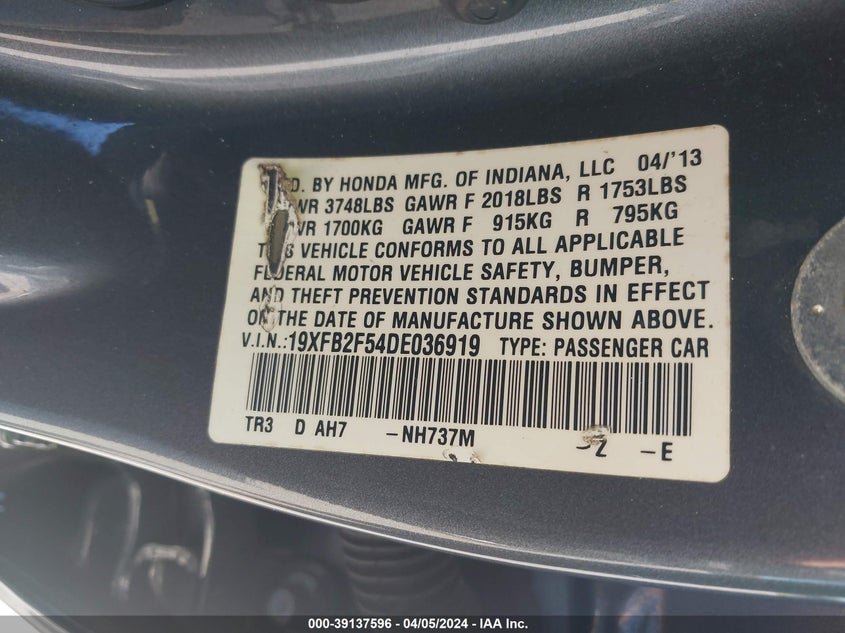 D. BY HONDA MFG. OF INDIANA, LLC 04/'13
WR 3748LBS GAWR F 2018LBS R 1753LBS
WR 1700KG GAWR F 915KG R 795KG
VEHICLE CONFORMS TO ALL APPLICABLE
FEDERAL MOTOR VEHICLE SAFETY, BUMPER,
AND THEFT PREVENTION STANDARDS IN EFFECT
ON THE DATE OF MANUFACTURE SHOWN ABOVE.
V.I.N.:19XFB2F54DE036919 TYPE: PASSENGER CAR
TR3 D AH7 -NH737M -E
000-39137596 - 04/05/2024 - IAA Inc.